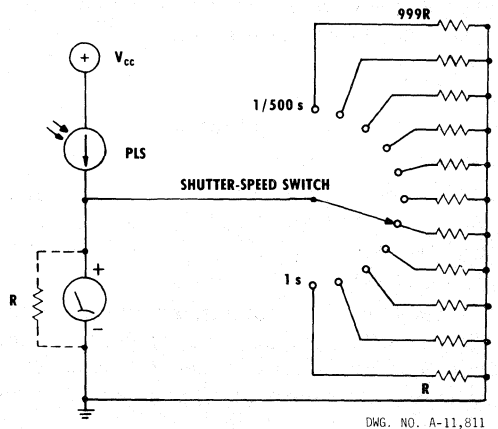 999R
+
Vcc
1/500 s
PLS
SHUTTER-SPEED SWITCH
+
R
1 s
−
R
DWG. NO. A-11,811